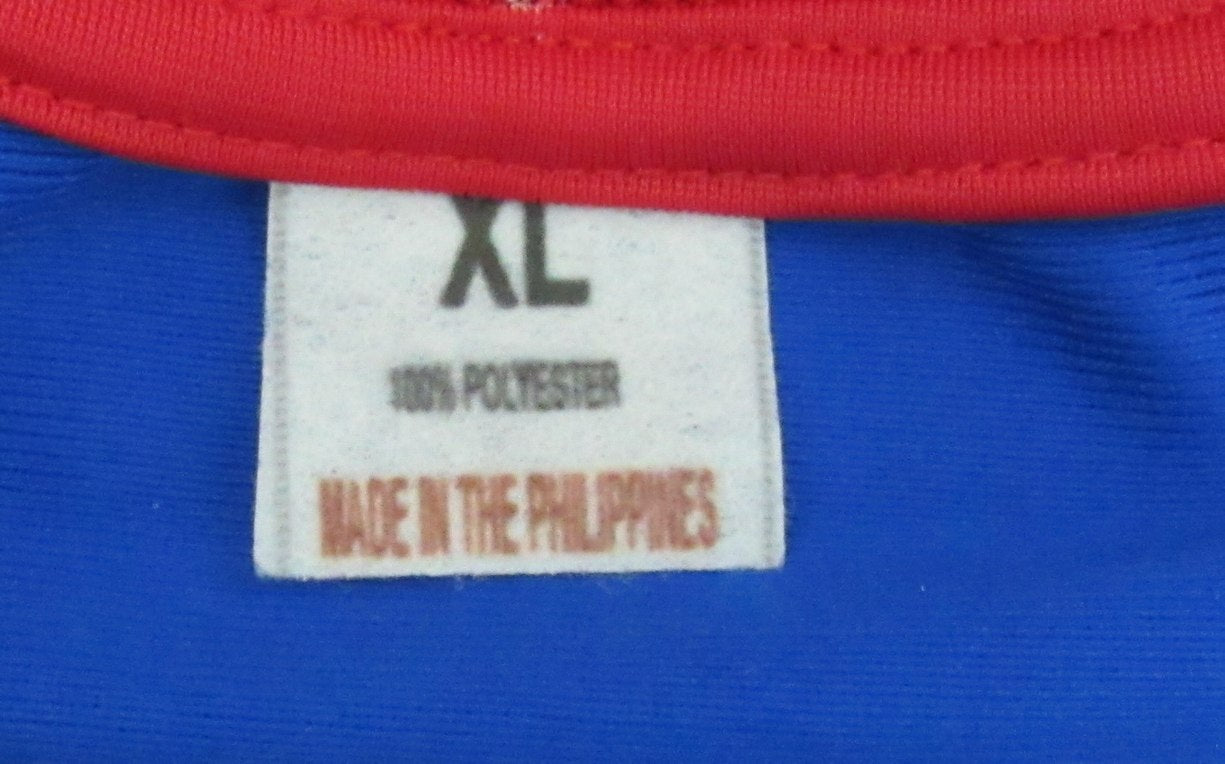 XL
100% POLYESTER
MADE IN THE PHILIPPINES